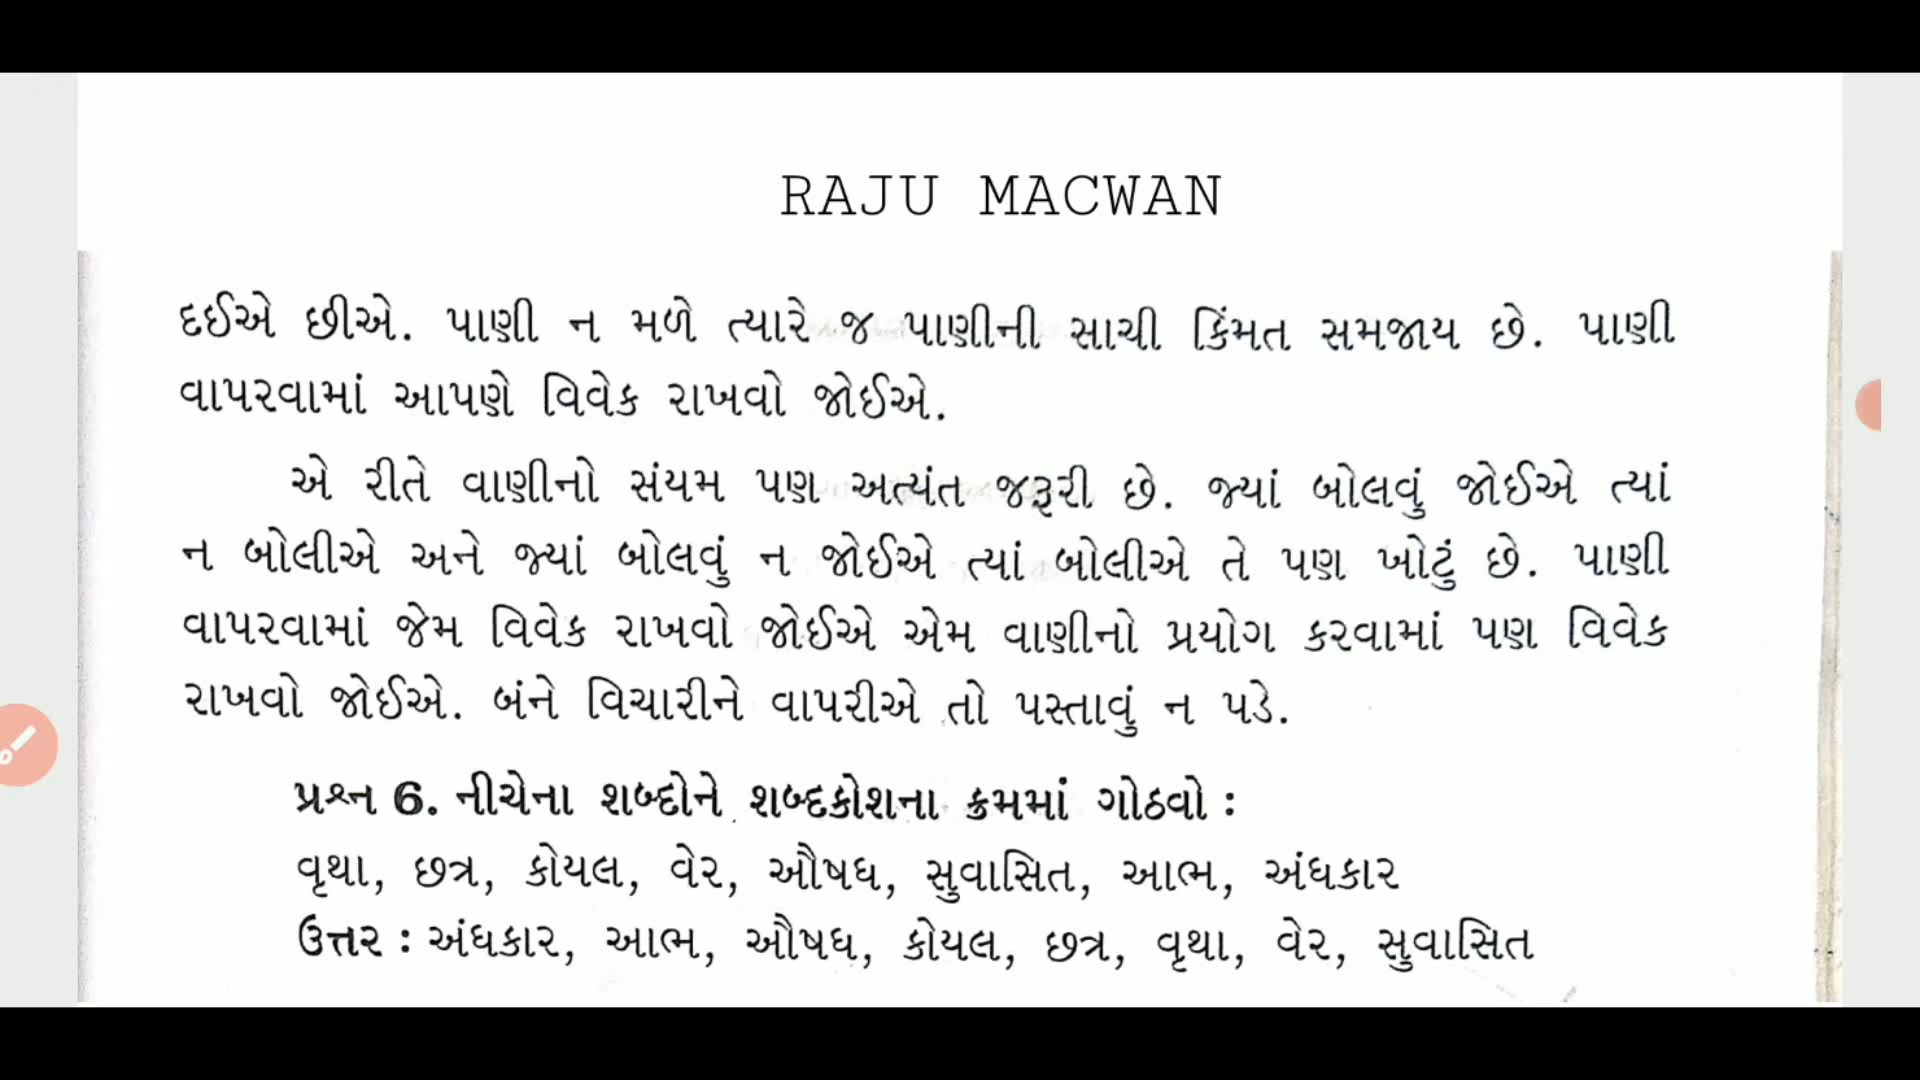 RAJU MACWAN
દઈએ છીએ. પાણી ન મળે ત્યારે જ પાણીની સાચી કિંમત સમજાય છે. પાણી
વાપરવામાં આપણે વિવેક રાખવો જોઈએ.
એ રીતે વાણીનો સંયમ પણ અત્યંત જરૂરી છે. જ્યાં બોલવું જોઈએ ત્યાં
ન બોલીએ અને જ્યાં બોલવું ન જોઈએ ત્યાં બોલીએ તે પણ ખોટું છે. પાણી
વાપરવામાં જેમ વિવેક રાખવો જોઈએ એમ વાણીનો પ્રયોગ કરવામાં પણ વિવેક
રાખવો જોઈએ. બંને વિચારીને વાપરીએ તો પસ્તાવું ન પડે.
પ્રશ્ન 6. નીચેના શબ્દોને શબ્દકોશના ક્રમમાં ગોઠવો :
વૃથા, છત્ર, કોયલ, વેર, ઔષધ, સુવાસિત, આભ, અંધકાર
ઉત્તર : અંધકાર, આભ, ઔષધ, કોયલ, છત્ર, વૃથા, વેર, સુવાસિત